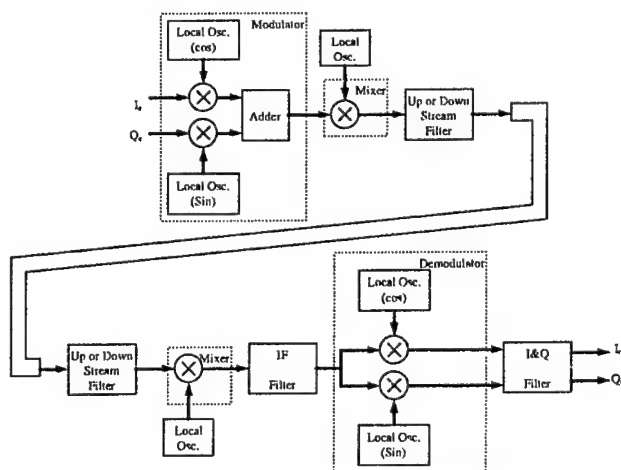 Modulator
Local Osc.
(cos)
Local
Osc.
Mixer
Adder
Up or Down
Stream
Filter
Local Osc.
(Sin)
Demodulator
Local Osc.
(cos)
Up or Down
Stream
Filter
Mixer
IF
Filter
I&Q
Filter
Local
Osc.
Local Osc.
(Sin)